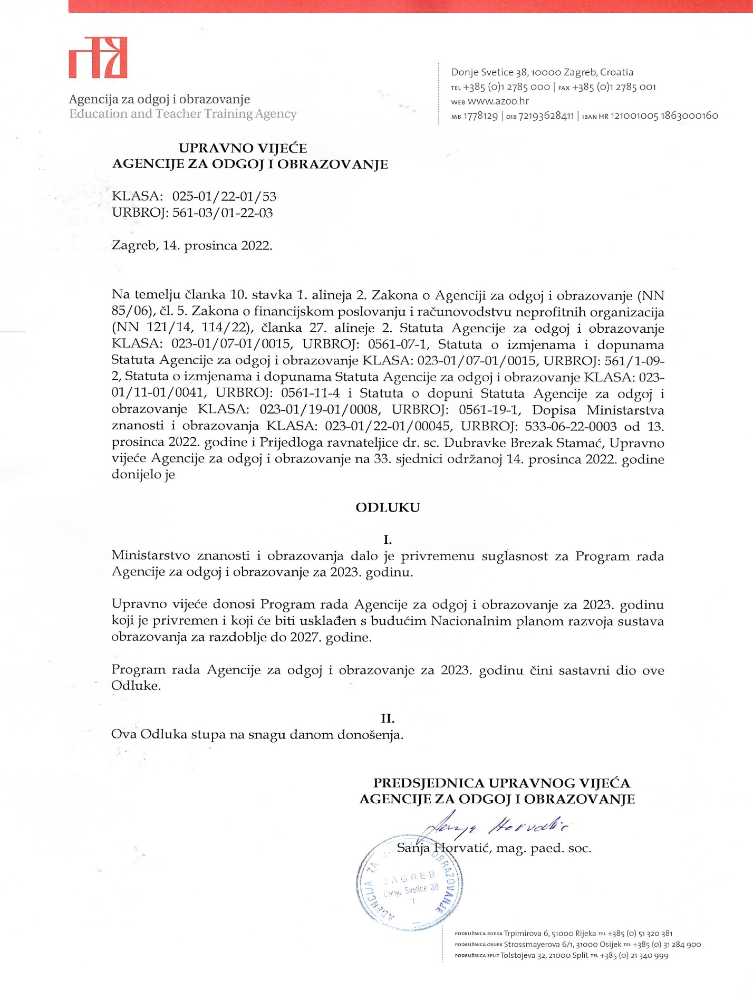 Agencija za odgoj i obrazovanje
Education and Teacher Training Agency
Donje Svetice 38, 10000 Zagreb, Croatia
TEL +385 (0)1 2785 000 | FAX +385 (0)1 2785 001
WEB www.azoo.hr
MB 1778129 | OIB 72193628411 | IBAN HR 121001005 1863000160
UPRAVNO VIJEĆE
AGENCIJE ZA ODGOJ I OBRAZOVANJE
KLASA: 025-01/22-01/53
URBROJ: 561-03/01-22-03
Zagreb, 14. prosinca 2022.
Na temelju članka 10. stavka 1. alineja 2. Zakona o Agenciji za odgoj i obrazovanje (NN
85/06), čl. 5. Zakona o financijskom poslovanju i računovodstvu neprofitnih organizacija
(NN 121/14, 114/22), članka 27. alineje 2. Statuta Agencije za odgoj i obrazovanje
KLASA: 023-01/07-01/0015, URBROJ: 0561-07-1, Statuta o izmjenama i dopunama
Statuta Agencije za odgoj i obrazovanje KLASA: 023-01/07-01/0015, URBROJ: 561/1-09-
2, Statuta o izmjenama i dopunama Statuta Agencije za odgoj i obrazovanje KLASA: 023-
01/11-01/0041, URBROJ: 0561-11-4 i Statuta o dopuni Statuta Agencije za odgoj i
obrazovanje KLASA: 023-01/19-01/0008, URBROJ: 0561-19-1, Dopisa Ministarstva
znanosti i obrazovanja KLASA: 023-01/22-01/00045, URBROJ: 533-06-22-0003 od 13.
prosinca 2022. godine i Prijedloga ravnateljice dr. sc. Dubravke Brezak Stamać, Upravno
vijeće Agencije za odgoj i obrazovanje na 33. sjednici održanoj 14. prosinca 2022. godine
donijelo je
ODLUKU
I.
Ministarstvo znanosti i obrazovanja dalo je privremenu suglasnost za Program rada
Agencije za odgoj i obrazovanje za 2023. godinu.
Upravno vijeće donosi Program rada Agencije za odgoj i obrazovanje za 2023. godinu
koji je privremen i koji će biti usklađen s budućim Nacionalnim planom razvoja sustava
obrazovanja za razdoblje do 2027. godine.
Program rada Agencije za odgoj i obrazovanje za 2023. godinu čini sastavni dio ove
Odluke.
II.
Ova Odluka stupa na snagu danom donošenja.
PREDSJEDNICA UPRAVNOG VIJEĆA
AGENCIJE ZA ODGOJ I OBRAZOVANJE
Sanja Horvatić
Sanja Horvatić, mag. paed. soc.
AGENCIJA ZA ODGOJ I OBRAZOVANJE
ZAGREB
Donje Svetice 38
1
PODRUŽNICA RIJEKA Trpimirova 6, 51000 Rijeka TEL +385 (0) 51 320 381
PODRUŽNICA OSIJEK Strossmayerova 6/1, 31000 Osijek TEL +385 (0) 31 284 900
PODRUŽNICA SPLIT Tolstojeva 32, 21000 Split TEL +385 (0) 21 340 999